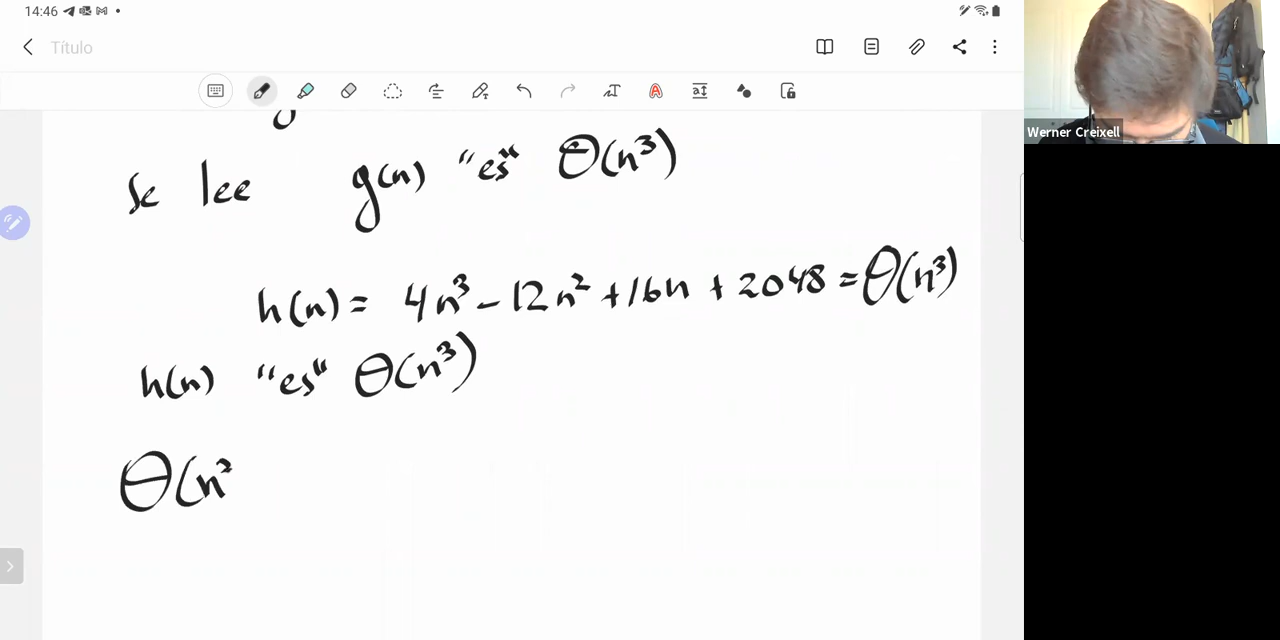 14:46
Título
Werner Creixell
Se lee g(n) "es" Θ(n³)
h(n) = 4n³ - 12n² + 16n + 2048 = Θ(n³)
h(n) "es" Θ(n³)
Θ(n²